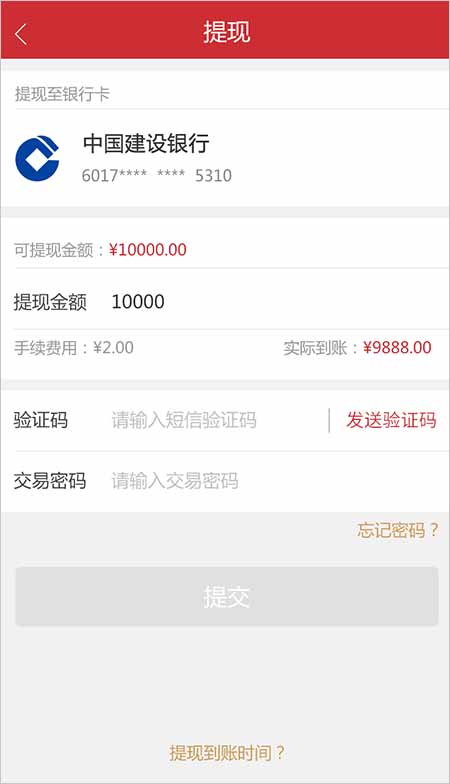 提现
提现至银行卡
中国建设银行
6017**** **** 5310
可提现金额：¥10000.00
提现金额 10000
手续费用：¥2.00 实际到账：¥9888.00
验证码 请输入短信验证码 发送验证码
交易密码 请输入交易密码
忘记密码？
提交
提现到账时间？